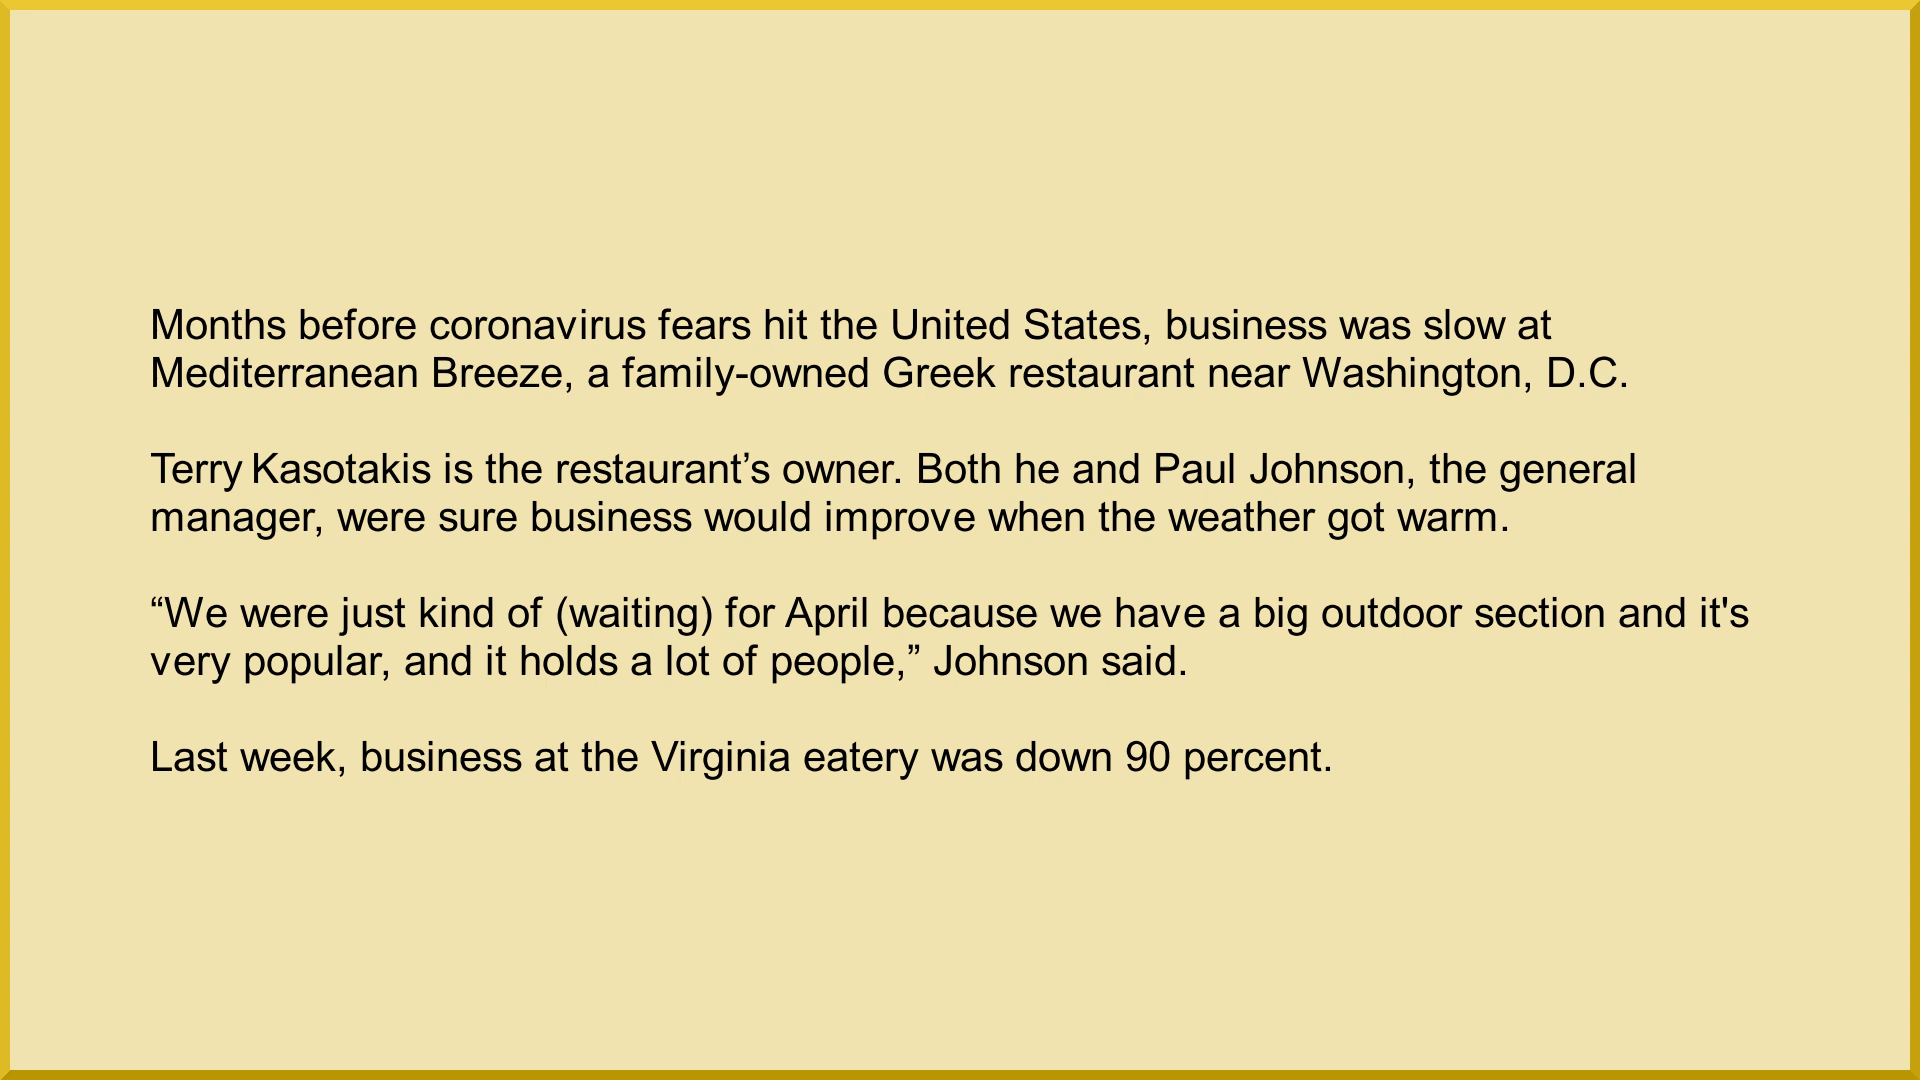 Months before coronavirus fears hit the United States, business was slow at
Mediterranean Breeze, a family-owned Greek restaurant near Washington, D.C.
Terry Kasotakis is the restaurant’s owner. Both he and Paul Johnson, the general
manager, were sure business would improve when the weather got warm.
“We were just kind of (waiting) for April because we have a big outdoor section and it's
very popular, and it holds a lot of people,” Johnson said.
Last week, business at the Virginia eatery was down 90 percent.